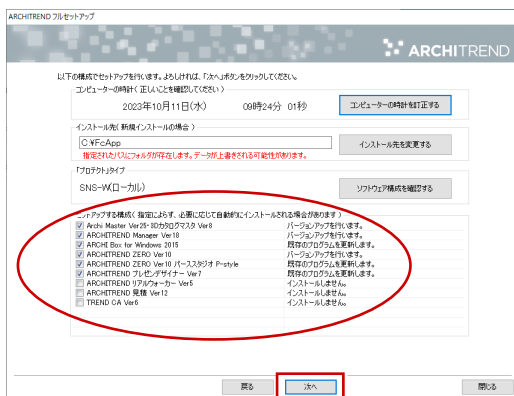 ARCHITREND フルセットアップ
ARCHITREND
以下の構成でセットアップを行います。よろしければ、「次へ」ボタンをクリックしてください。
コンピューターの時計( 正しいことを確認してください )
2023年10月11日(水) 09時24分 01秒
コンピューターの時計を訂正する
インストール先( 新規インストールの場合 )
C:¥FcApp
インストール先を変更する
指定されたパスにフォルダが存在します。データが上書きされる可能性があります。
「プロテクト」タイプ
SNS-W(ローカル)
ソフトウェア構成を確認する
セットアップする構成( 指定によらず、必要に応じて自動的にインストールされる場合があります )
Archi Master Ver25・3Dカタログマスタ Ver8 バージョンアップを行います。
ARCHITREND Manager Ver18 バージョンアップを行います。
ARCHI Box for Windows 2015 既存のプログラムを更新します。
ARCHITREND ZERO Ver10 バージョンアップを行います。
ARCHITREND ZERO Ver10 パーススタジオ P-style 既存のプログラムを更新します。
ARCHITREND プレゼンデザイナー Ver7 既存のプログラムを更新します。
ARCHITREND リアルウォーカー Ver5 インストールしません。
ARCHITREND 見積 Ver12 インストールしません。
TREND CA Ver6 インストールしません。
戻る 次へ 閉じる